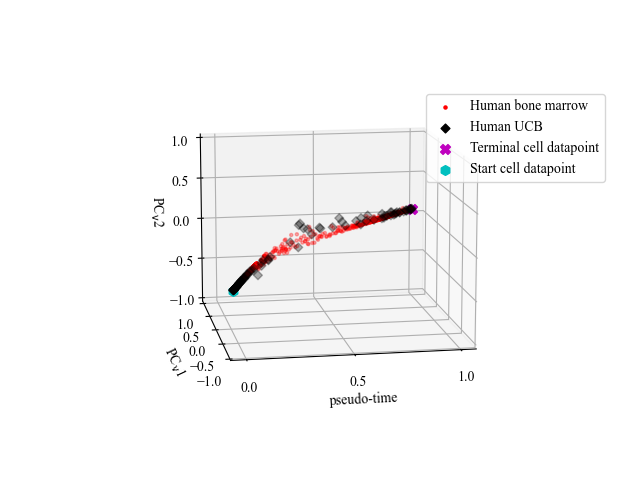 Human bone marrow
Human UCB
Terminal cell datapoint
Start cell datapoint
1.0
0.5
0.0
−0.5
−1.0
PCv2
1.0
0.5
0.0
−0.5
−1.0
PCv1
0.0
0.5
1.0
pseudo-time